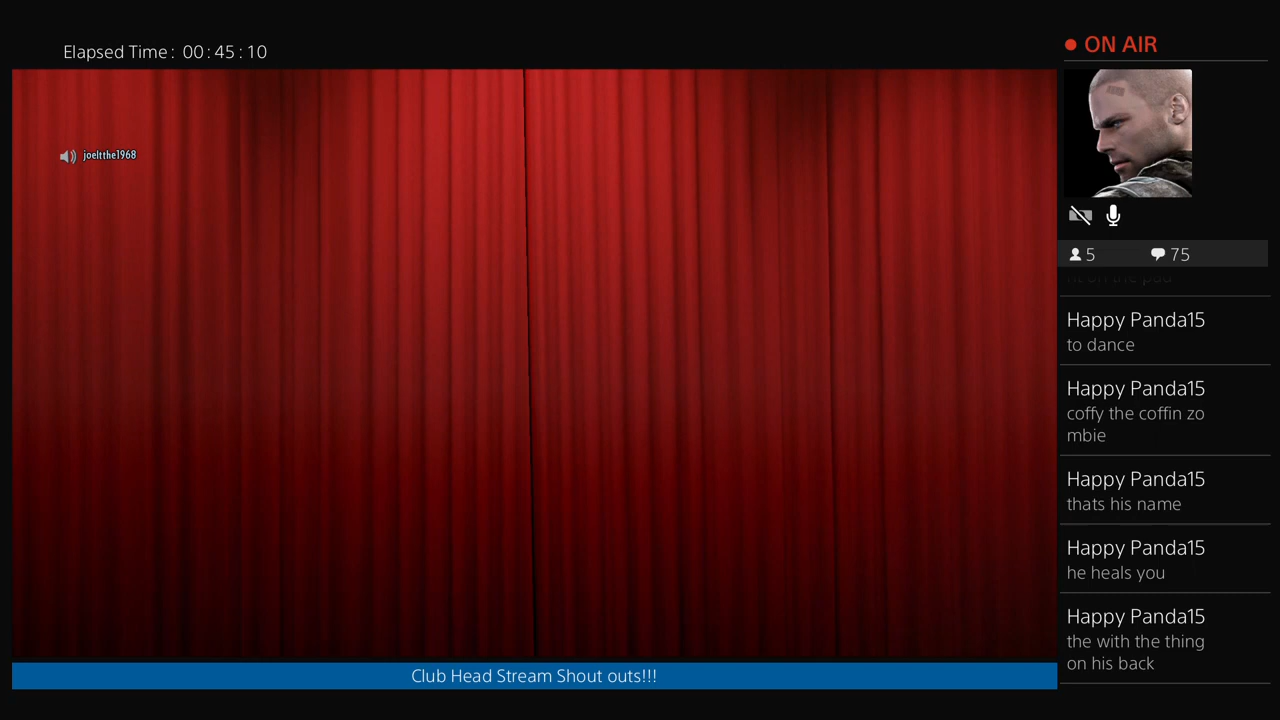 Elapsed Time: 00:45:10
ON AIR
joeltthe1968
5 75
Happy Panda15
to dance
Happy Panda15
coffy the coffin zo
mbie
Happy Panda15
thats his name
Happy Panda15
he heals you
Happy Panda15
the with the thing
on his back
Club Head Stream Shout outs!!!